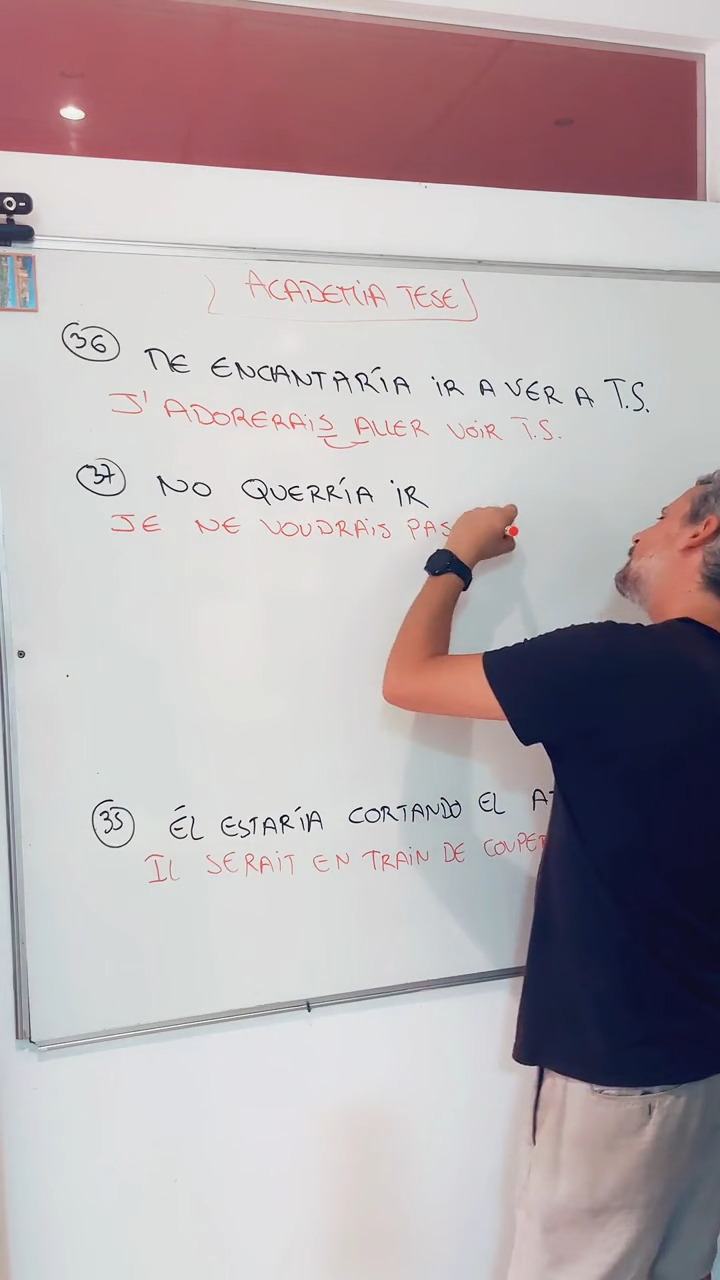 ACADEMIA TESE
36 ME ENCANTARÍA IR A VER A T.S.
J'ADORERAIS ALLER VOIR T.S.
37 NO QUERRÍA IR
JE NE VOUDRAIS PAS
35 ÉL ESTARÍA CORTANDO EL
IL SERAIT EN TRAIN DE COUPER